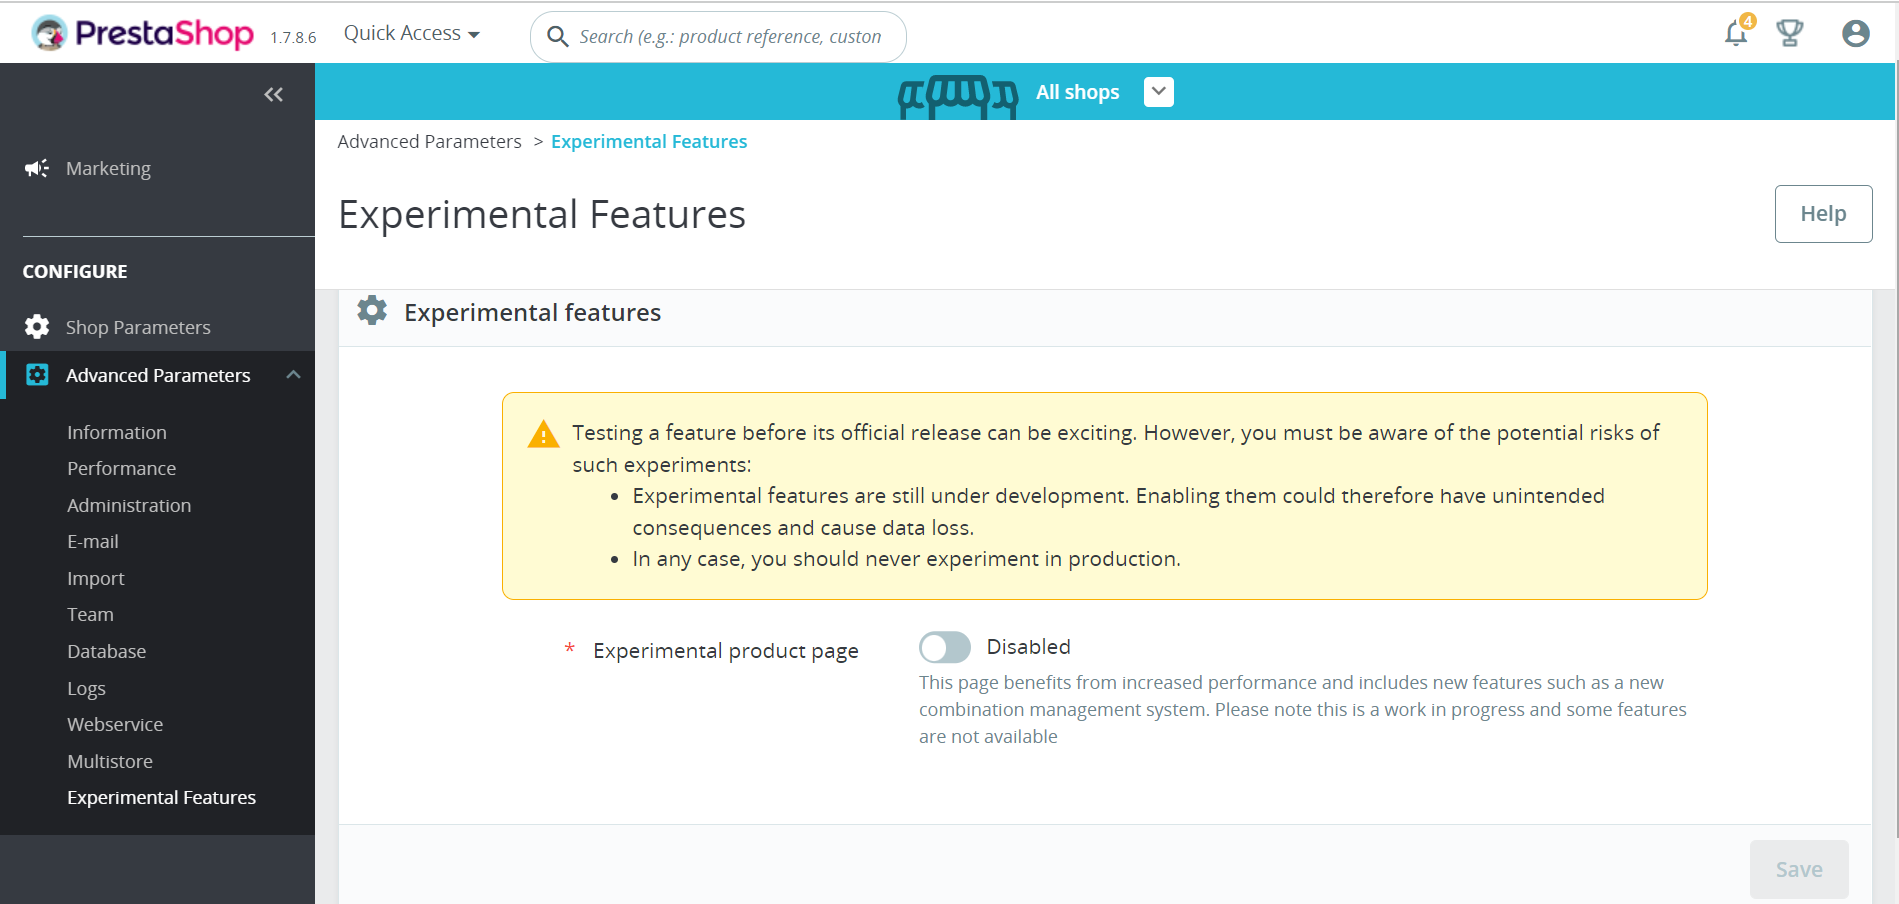 PrestaShop 1.7.8.6 Quick Access Search (e.g.: product reference, custon 4
All shops
Advanced Parameters > Experimental Features
Experimental Features
Help
Marketing
CONFIGURE
Shop Parameters
Advanced Parameters
Information
Performance
Administration
E-mail
Import
Team
Database
Logs
Webservice
Multistore
Experimental Features
Experimental features
Testing a feature before its official release can be exciting. However, you must be aware of the potential risks of
such experiments:
• Experimental features are still under development. Enabling them could therefore have unintended
consequences and cause data loss.
• In any case, you should never experiment in production.
* Experimental product page Disabled
This page benefits from increased performance and includes new features such as a new
combination management system. Please note this is a work in progress and some features
are not available
Save